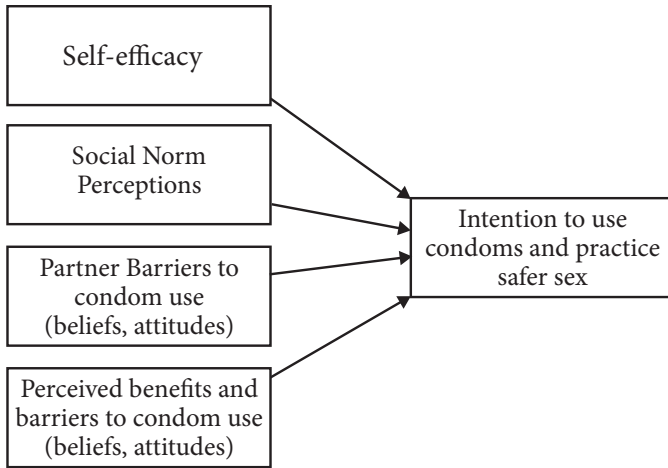 Self-efficacy
Social Norm
Perceptions
Partner Barriers to
condom use
(beliefs, attitudes)
Perceived benefits and
barriers to condom use
(beliefs, attitudes)
Intention to use
condoms and practice
safer sex